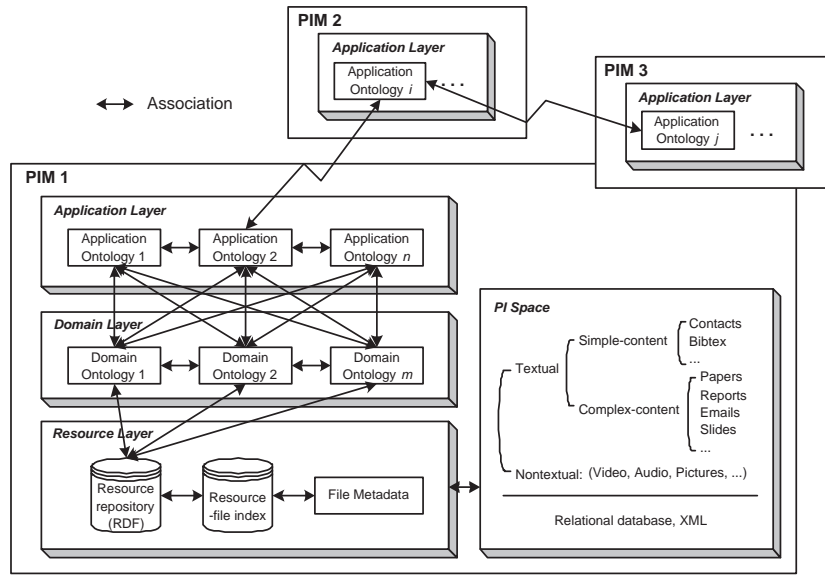 PIM 2
Application Layer
Application
Ontology i
. . .
PIM 3
Application Layer
Application
Ontology j
. . .
Association
PIM 1
Application Layer
Application
Ontology 1
Application
Ontology 2
Application
Ontology n
Domain Layer
Domain
Ontology 1
Domain
Ontology 2
Domain
Ontology m
Resource Layer
Resource
repository
(RDF)
Resource
-file index
File Metadata
PI Space
Textual
Simple-content
Contacts
Bibtex
...
Complex-content
Papers
Reports
Emails
Slides
...
Nontextual: (Video, Audio, Pictures, ...)
Relational database, XML